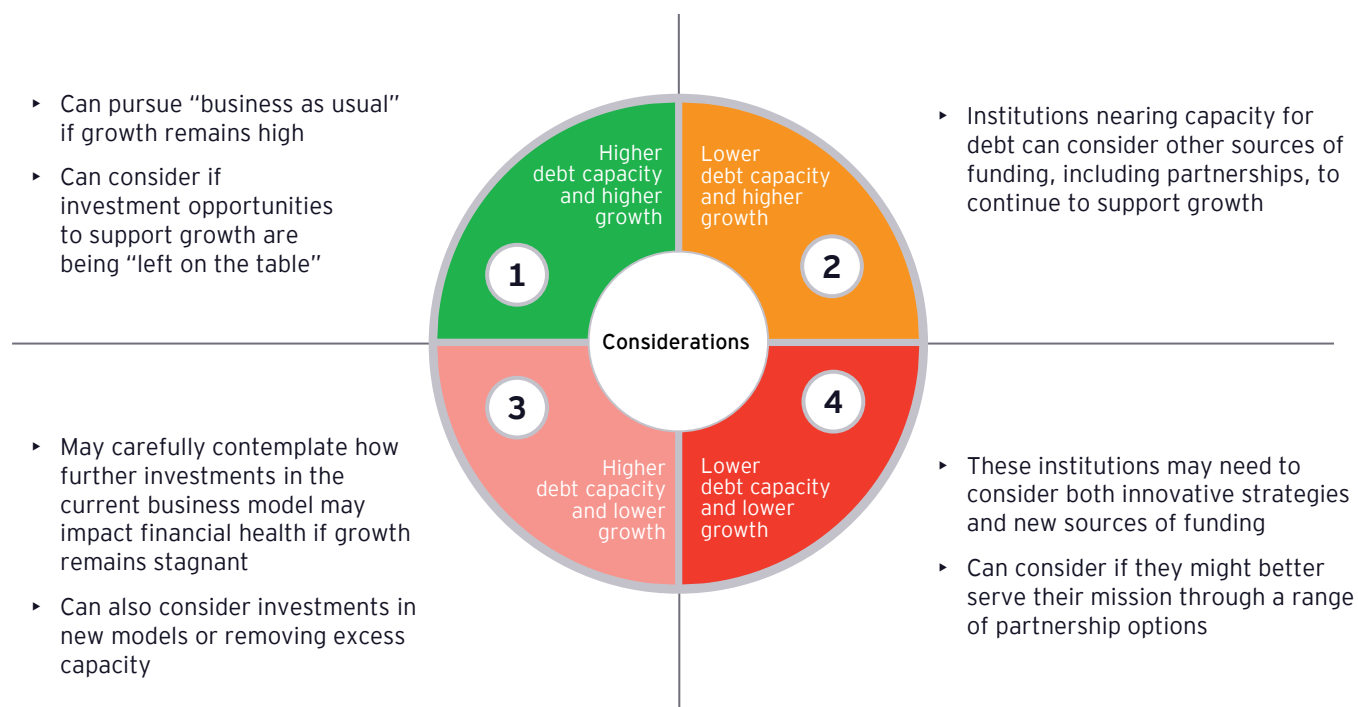 ▸ Can pursue “business as usual”
if growth remains high
▸ Can consider if
investment opportunities
to support growth are
being “left on the table”
Higher
debt capacity
and higher
growth
1
Lower
debt capacity
and higher
growth
2
▸ Institutions nearing capacity for
debt can consider other sources of
funding, including partnerships, to
continue to support growth
Considerations
▸ May carefully contemplate how
further investments in the
current business model may
impact financial health if growth
remains stagnant
▸ Can also consider investments in
new models or removing excess
capacity
3
Higher
debt capacity
and lower
growth
4
Lower
debt capacity
and lower
growth
▸ These institutions may need to
consider both innovative strategies
and new sources of funding
▸ Can consider if they might better
serve their mission through a range
of partnership options